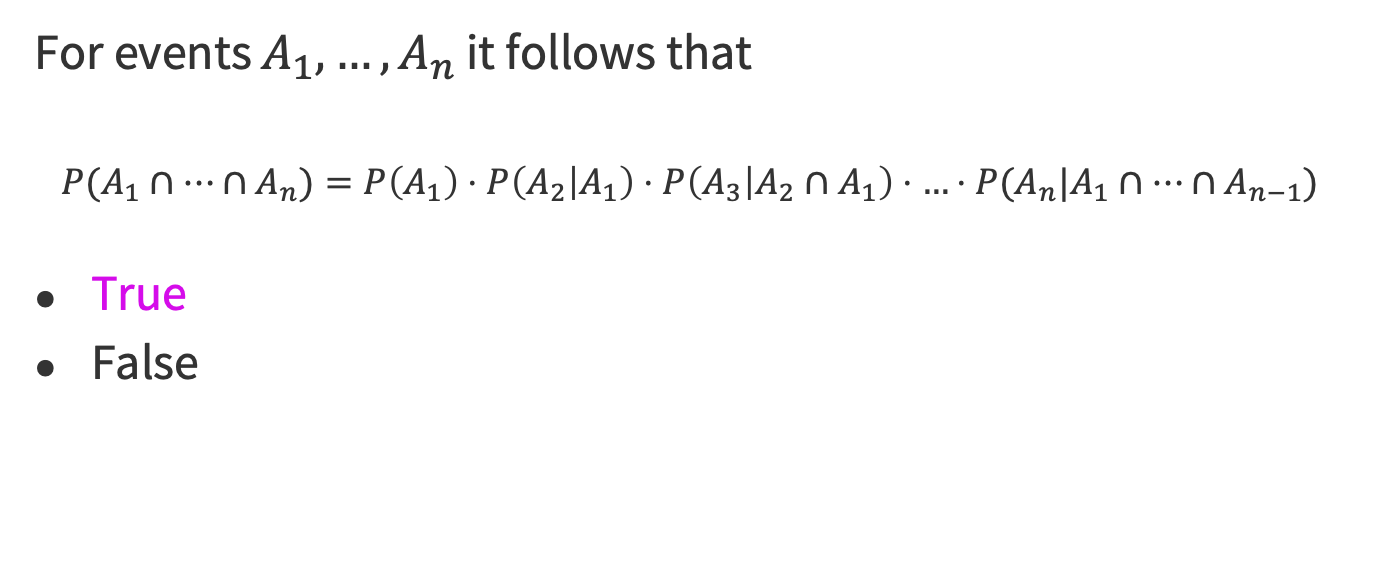 For events A₁, ... , Aₙ it follows that
P(A₁ ∩ ⋯ ∩ Aₙ) = P(A₁) · P(A₂|A₁) · P(A₃|A₂ ∩ A₁) · ... · P(Aₙ|A₁ ∩ ⋯ ∩ Aₙ₋₁)
• True
• False